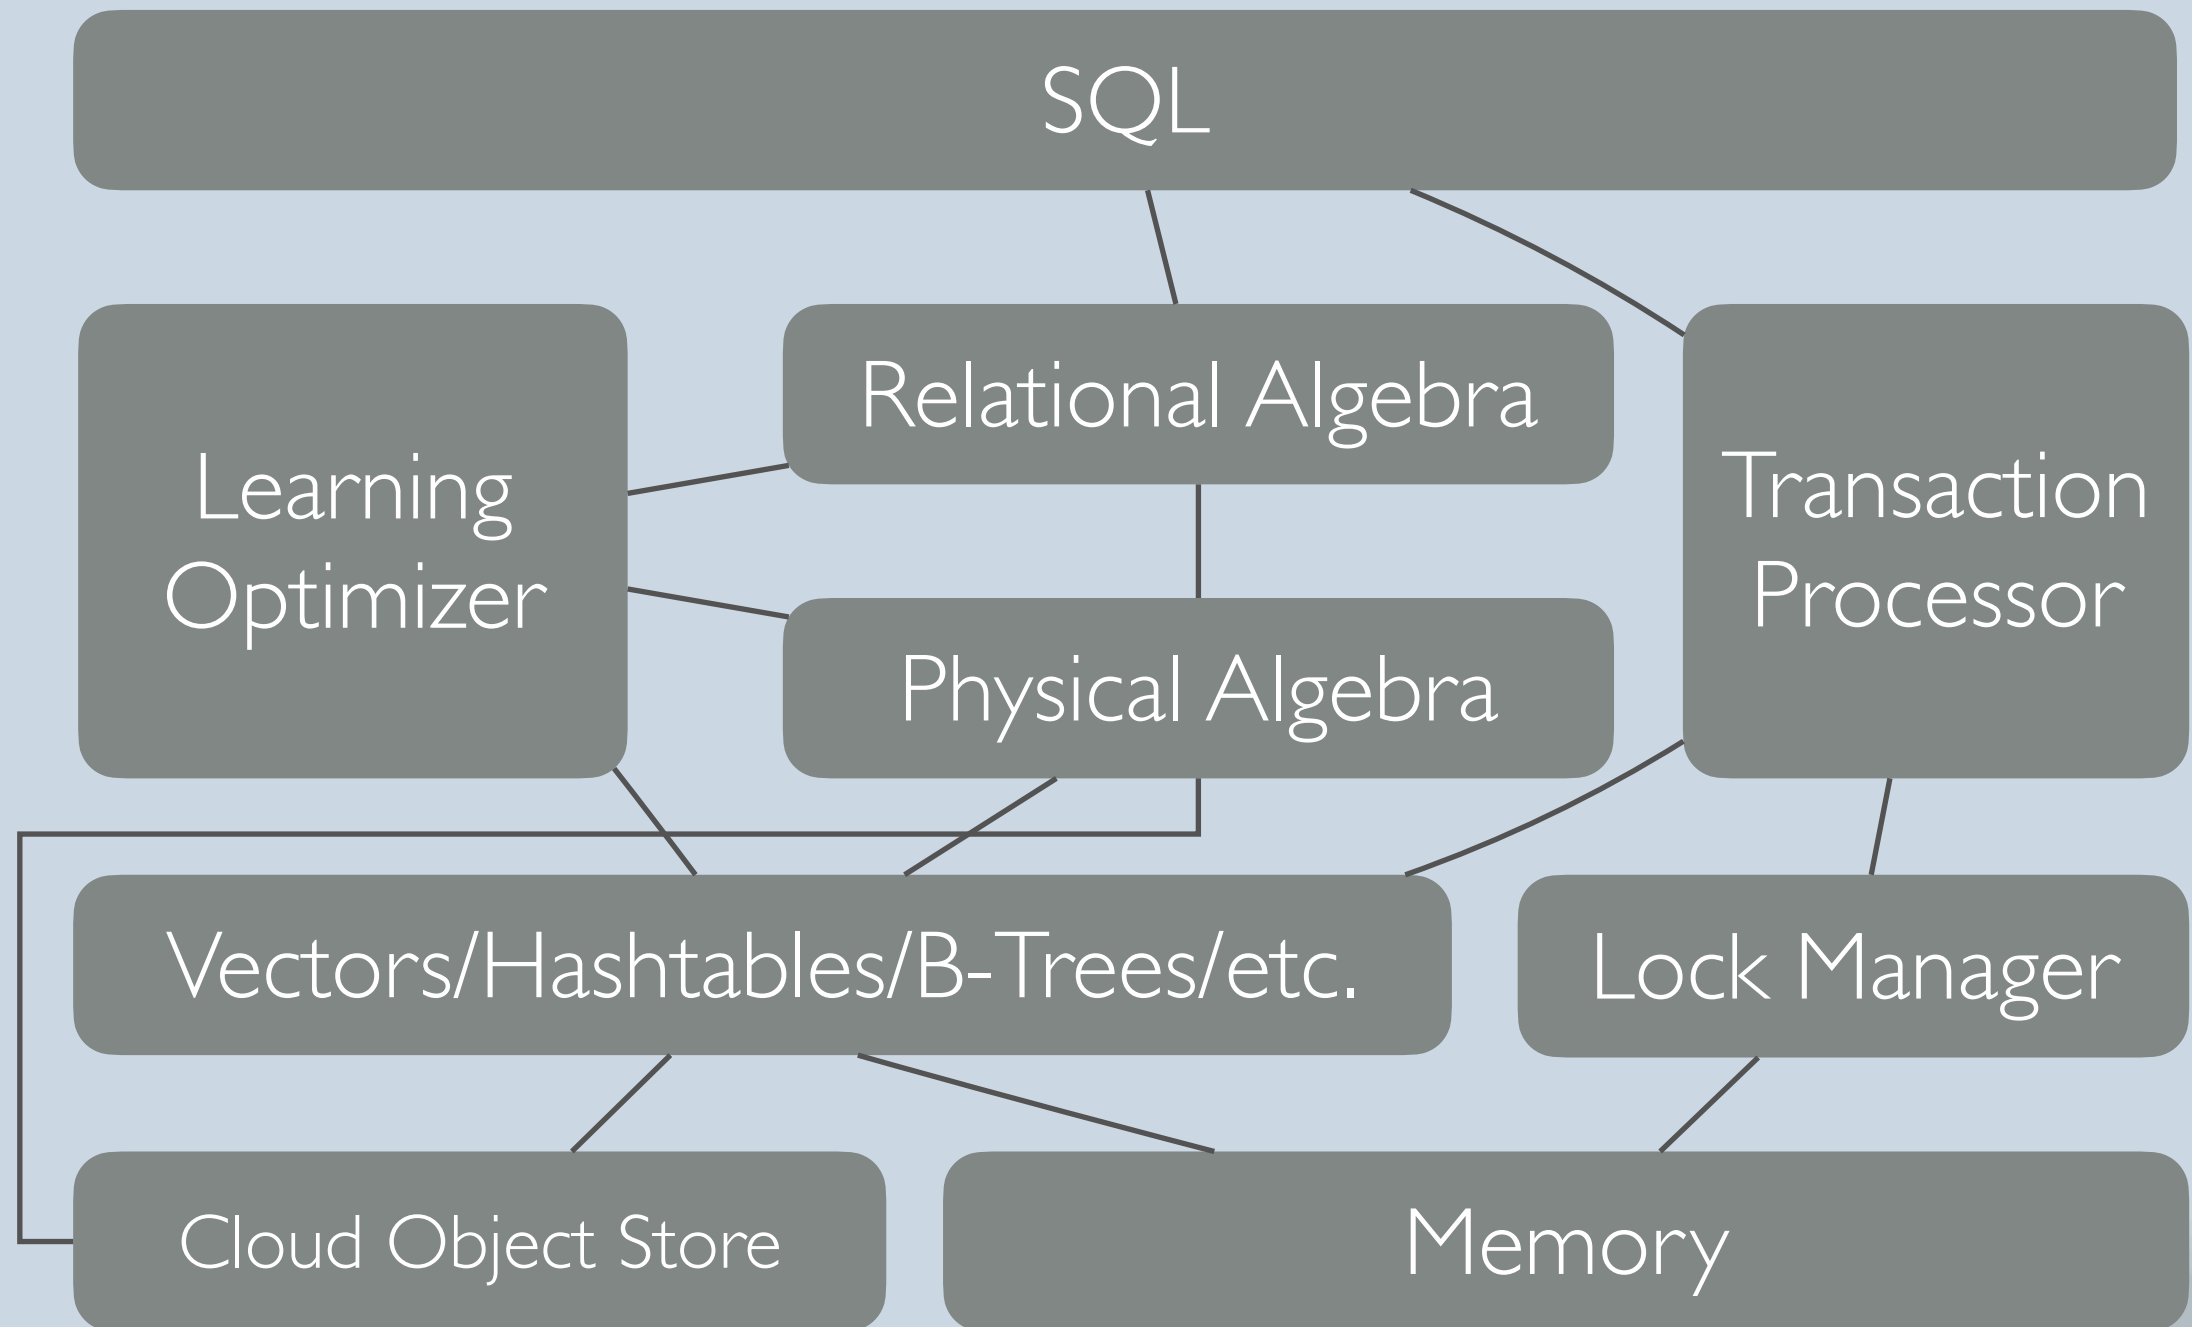 SQL
Relational Algebra
Learning
Optimizer
Transaction
Processor
Physical Algebra
Vectors/Hashtables/B-Trees/etc.
Lock Manager
Cloud Object Store
Memory